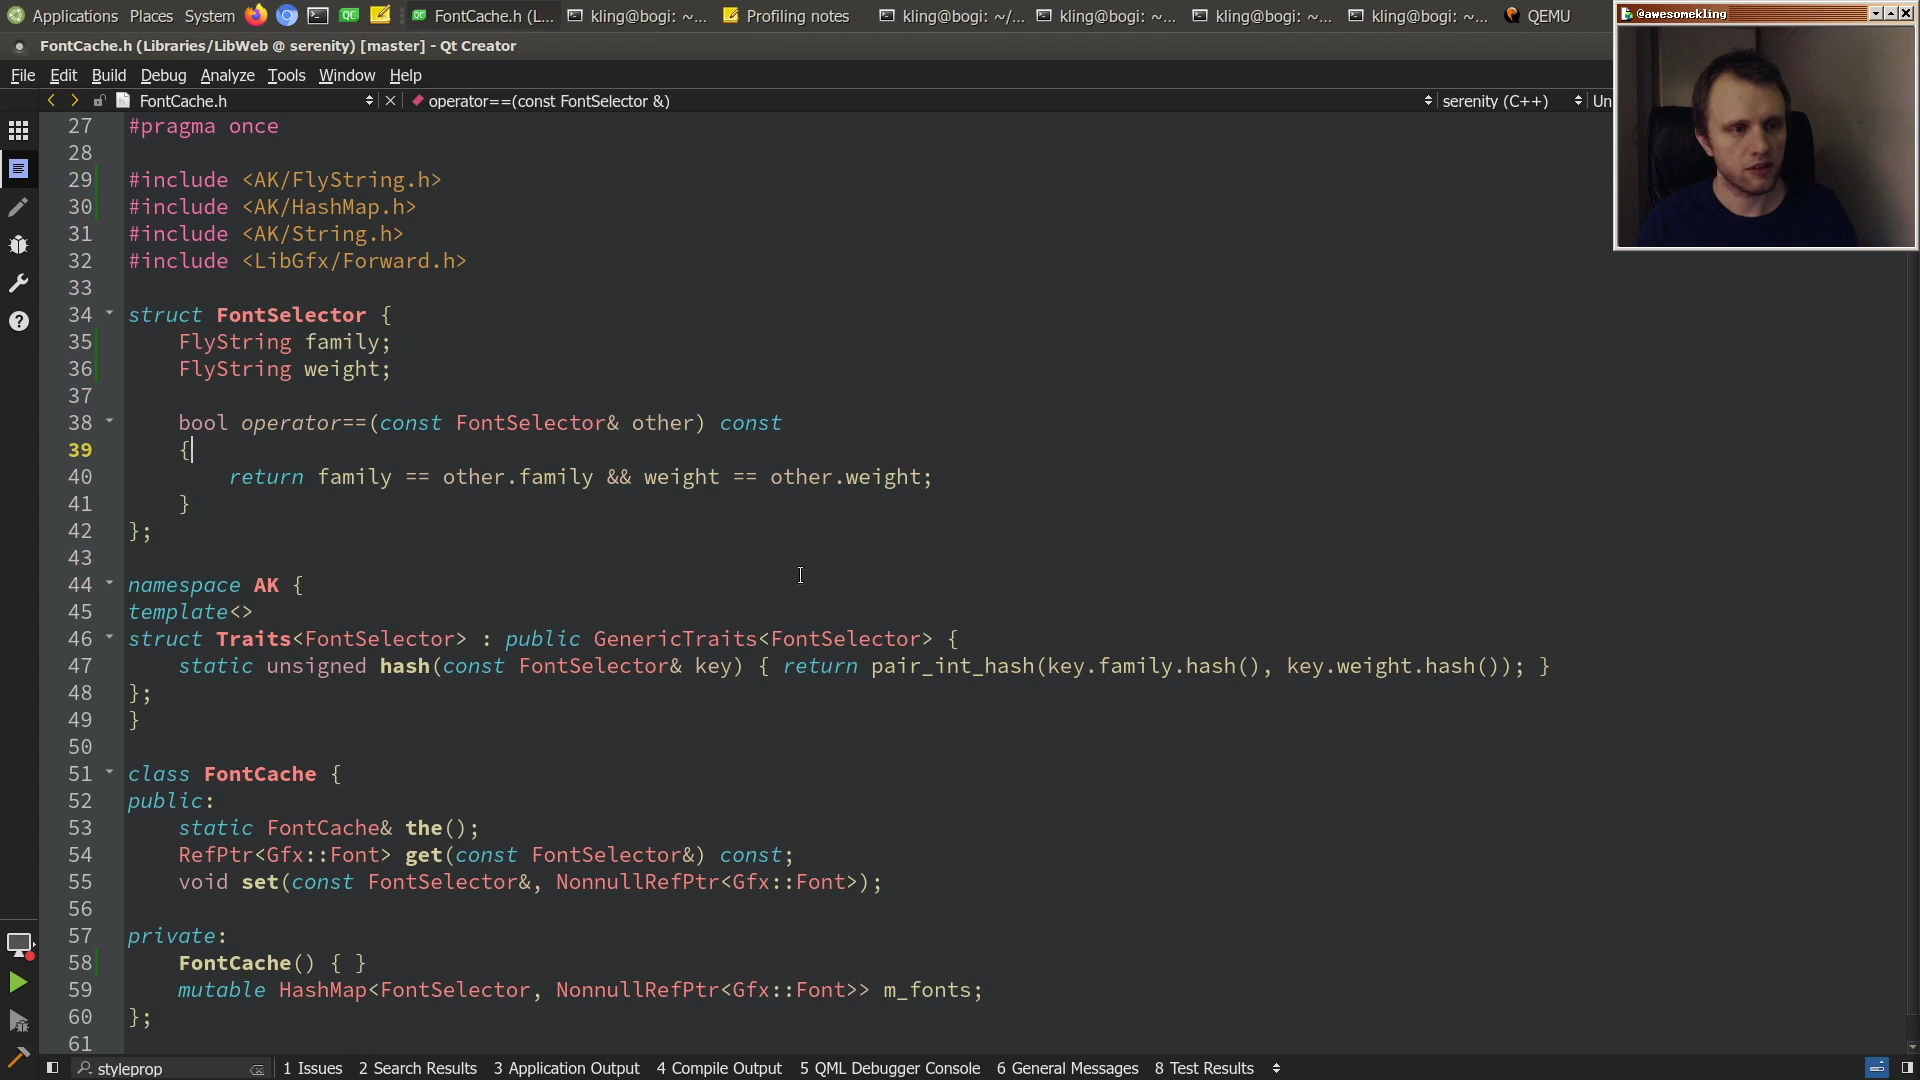 Applications Places System FontCache.h (L... kling@bogi: ~... Profiling notes kling@bogi: ~/... kling@bogi: ~... kling@bogi: ~... kling@bogi: ~... QEMU
@awesomekling
FontCache.h (Libraries/LibWeb @ serenity) [master] - Qt Creator
File Edit Build Debug Analyze Tools Window Help
FontCache.h operator==(const FontSelector &) serenity (C++) Un
27 #pragma once
28
29 #include <AK/FlyString.h>
30 #include <AK/HashMap.h>
31 #include <AK/String.h>
32 #include <LibGfx/Forward.h>
33
34 struct FontSelector {
35 FlyString family;
36 FlyString weight;
37
38 bool operator==(const FontSelector& other) const
39 {
40 return family == other.family && weight == other.weight;
41 }
42 };
43
44 namespace AK {
45 template<>
46 struct Traits<FontSelector> : public GenericTraits<FontSelector> {
47 static unsigned hash(const FontSelector& key) { return pair_int_hash(key.family.hash(), key.weight.hash()); }
48 };
49 }
50
51 class FontCache {
52 public:
53 static FontCache& the();
54 RefPtr<Gfx::Font> get(const FontSelector&) const;
55 void set(const FontSelector&, NonnullRefPtr<Gfx::Font>);
56
57 private:
58 FontCache() { }
59 mutable HashMap<FontSelector, NonnullRefPtr<Gfx::Font>> m_fonts;
60 };
61
styleprop 1 Issues 2 Search Results 3 Application Output 4 Compile Output 5 QML Debugger Console 6 General Messages 8 Test Results